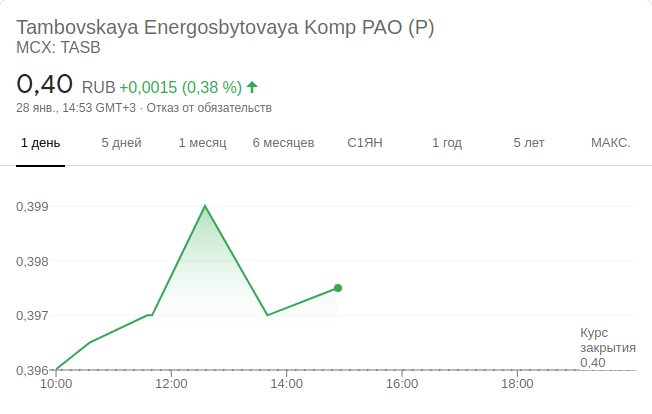 Tambovskaya Energosbytovaya Komp PAO (P)
MCX: TASB
0,40 RUB +0,0015 (0,38 %)
28 янв., 14:53 GMT+3 · Отказ от обязательств
1 день 5 дней 1 месяц 6 месяцев С1ЯН 1 год 5 лет МАКС.
0,399
0,398
0,397
Курс
закрытия
0,40
0,396
10:00 12:00 14:00 16:00 18:00